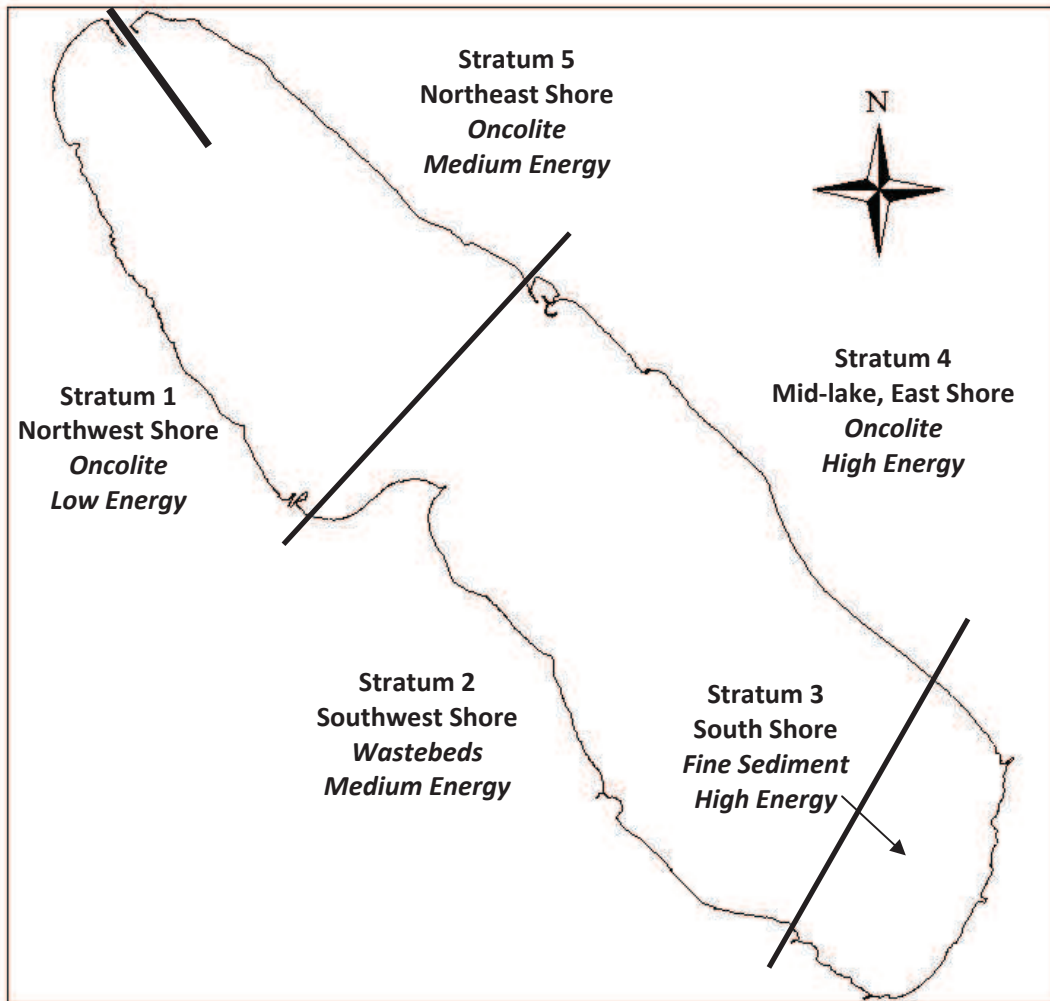 Stratum 5
Northeast Shore
Oncolite
Medium Energy
N
Stratum 4
Mid-lake, East Shore
Oncolite
High Energy
Stratum 1
Northwest Shore
Oncolite
Low Energy
Stratum 2
Southwest Shore
Wastebeds
Medium Energy
Stratum 3
South Shore
Fine Sediment
High Energy